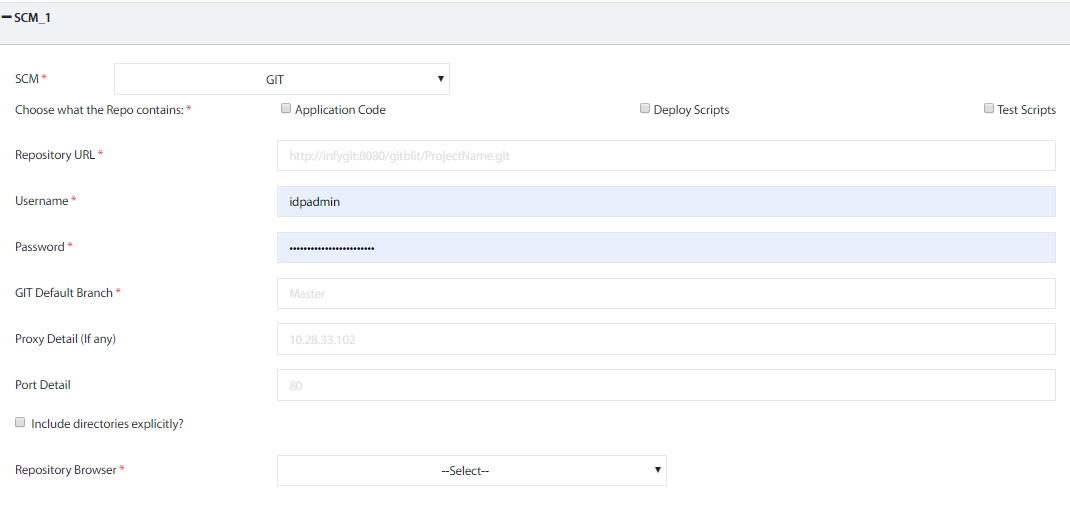 SCM_1
SCM * GIT
Choose what the Repo contains: * Application Code Deploy Scripts Test Scripts
Repository URL * http://infygit:8080/gitblit/ProjectName.git
Username * idpadmin
Password * ••••••••••••••••••••••••
GIT Default Branch * Master
Proxy Detail (If any) 10.28.33.102
Port Detail 80
Include directories explicitly?
Repository Browser * --Select--